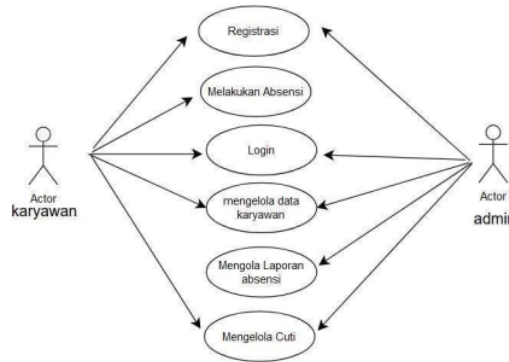 Registrasi
Melakukan Absensi
Login
mengelola data
karyawan
Mengola Laporan
absensi
Mengelola Cuti
Actor
karyawan
Actor
admin